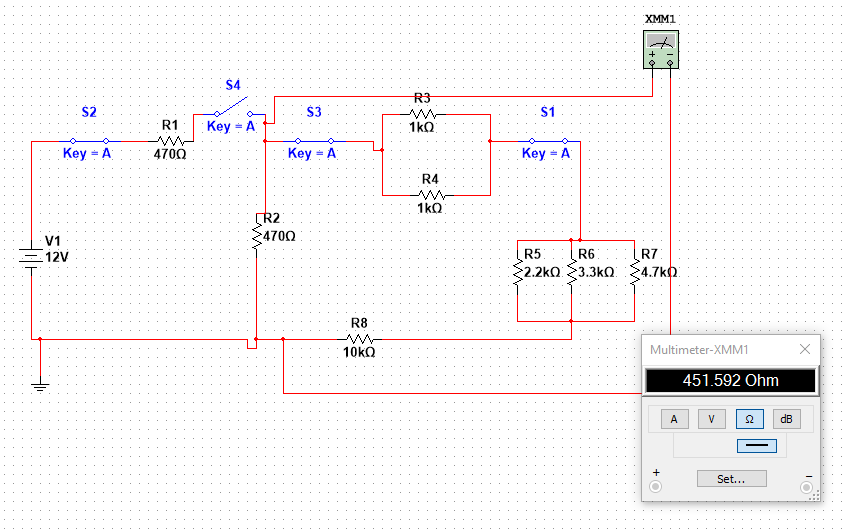 XMM1
S4
Key = A
S2
Key = A
R1
470Ω
S3
Key = A
R3
1kΩ
S1
Key = A
R4
1kΩ
V1
12V
R2
470Ω
R5
2.2kΩ
R6
3.3kΩ
R7
4.7kΩ
R8
10kΩ
Multimeter-XMM1
451.592 Ohm
A V Ω dB
+ Set... −